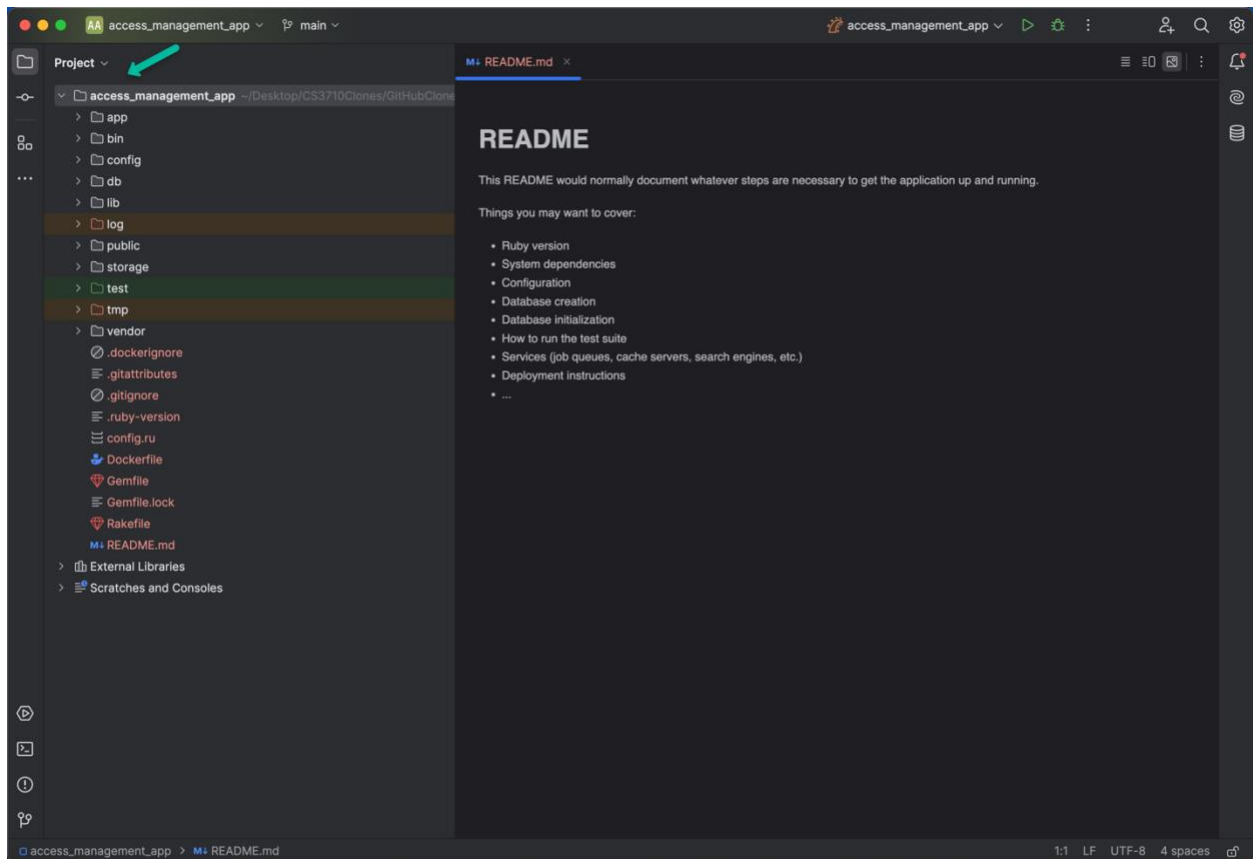 AA access_management_app main access_management_app
Project
M↓ README.md
access_management_app ~/Desktop/CS3710Clones/GitHubClone
app
bin
config
db
lib
log
public
storage
test
tmp
vendor
.dockerignore
.gitattributes
.gitignore
.ruby-version
config.ru
Dockerfile
Gemfile
Gemfile.lock
Rakefile
M↓ README.md
External Libraries
Scratches and Consoles
README
This README would normally document whatever steps are necessary to get the application up and running.
Things you may want to cover:
• Ruby version
• System dependencies
• Configuration
• Database creation
• Database initialization
• How to run the test suite
• Services (job queues, cache servers, search engines, etc.)
• Deployment instructions
• ...
access_management_app > M↓ README.md 1:1 LF UTF-8 4 spaces